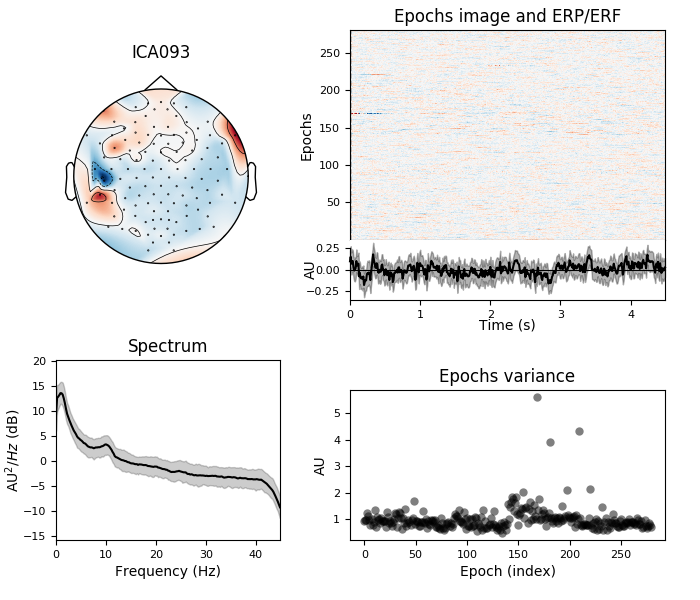 ICA093
Epochs image and ERP/ERF
Epochs
250
200
150
100
50
AU
0.25
0.00
−0.25
0 1 2 3 4
Time (s)
Spectrum
AU²/Hz (dB)
20
15
10
5
0
−5
−10
−15
0 10 20 30 40
Frequency (Hz)
Epochs variance
AU
5
4
3
2
1
0 50 100 150 200 250
Epoch (index)